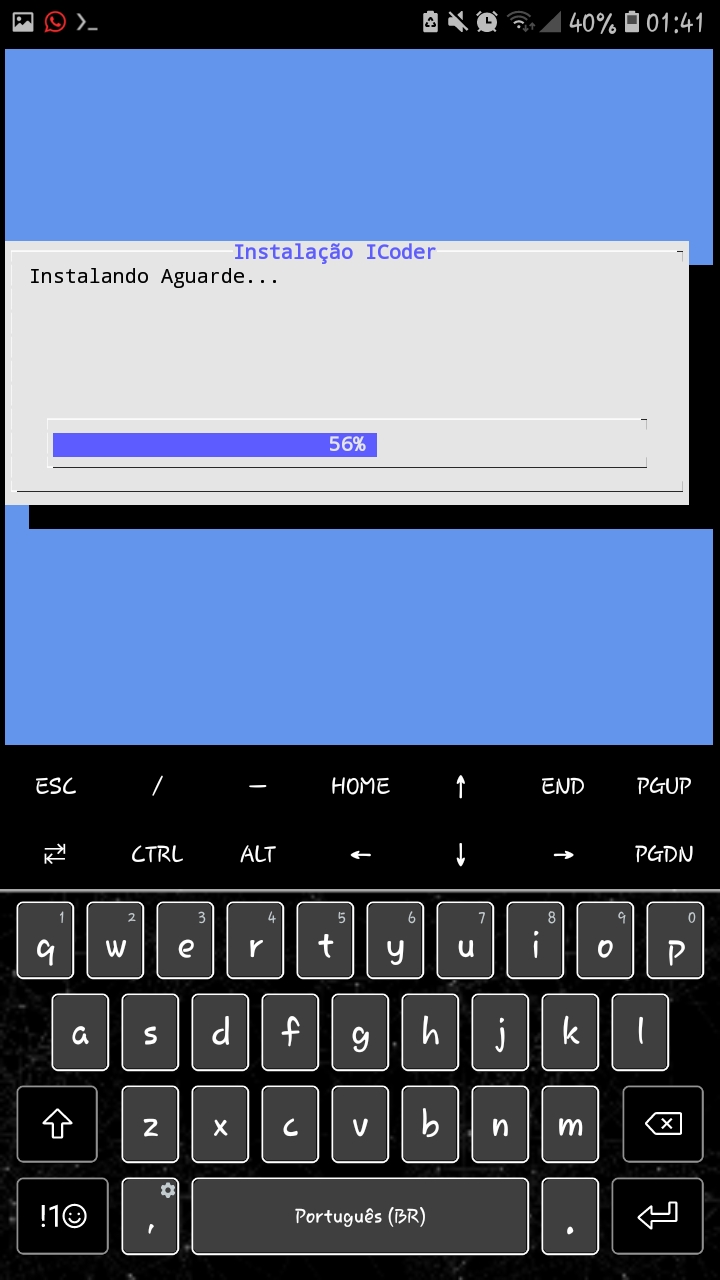 40% 01:41
Instalação ICoder
Instalando Aguarde...
56%
ESC / — HOME ↑ END PGUP
CTRL ALT ← ↓ → PGDN
1 2 3 4 5 6 7 8 9 0
q w e r t y u i o p
a s d f g h j k l
z x c v b n m
!1☺ , Português (BR) .